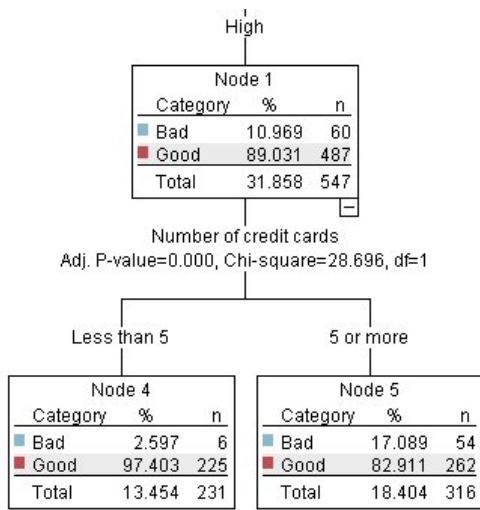 High
Node 1
Category % n
Bad 10.969 60
Good 89.031 487
Total 31.858 547
Number of credit cards
Adj. P-value=0.000, Chi-square=28.696, df=1
Less than 5
5 or more
Node 4
Category % n
Bad 2.597 6
Good 97.403 225
Total 13.454 231
Node 5
Category % n
Bad 17.089 54
Good 82.911 262
Total 18.404 316